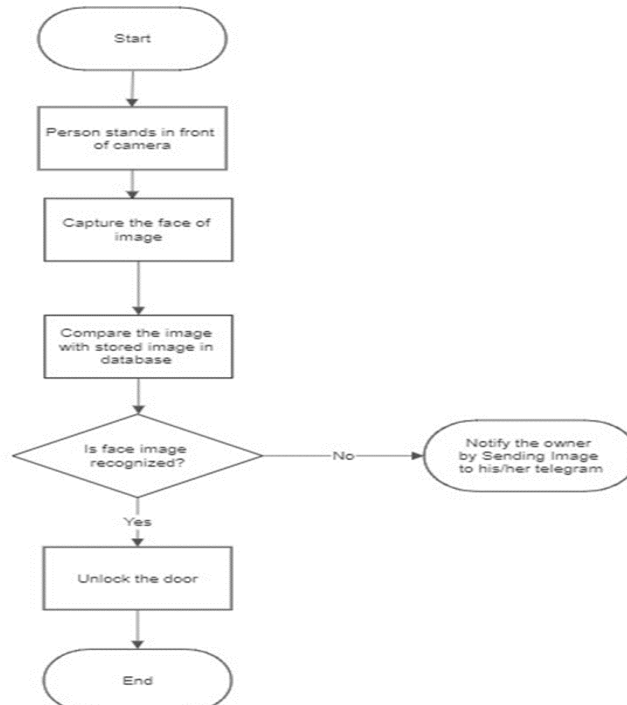 Start
Person stands in front
of camera
Capture the face of
image
Compare the image
with stored image in
database
Is face image
recognized?
No
Notify the owner
by Sending Image
to his/her telegram
Yes
Unlock the door
End